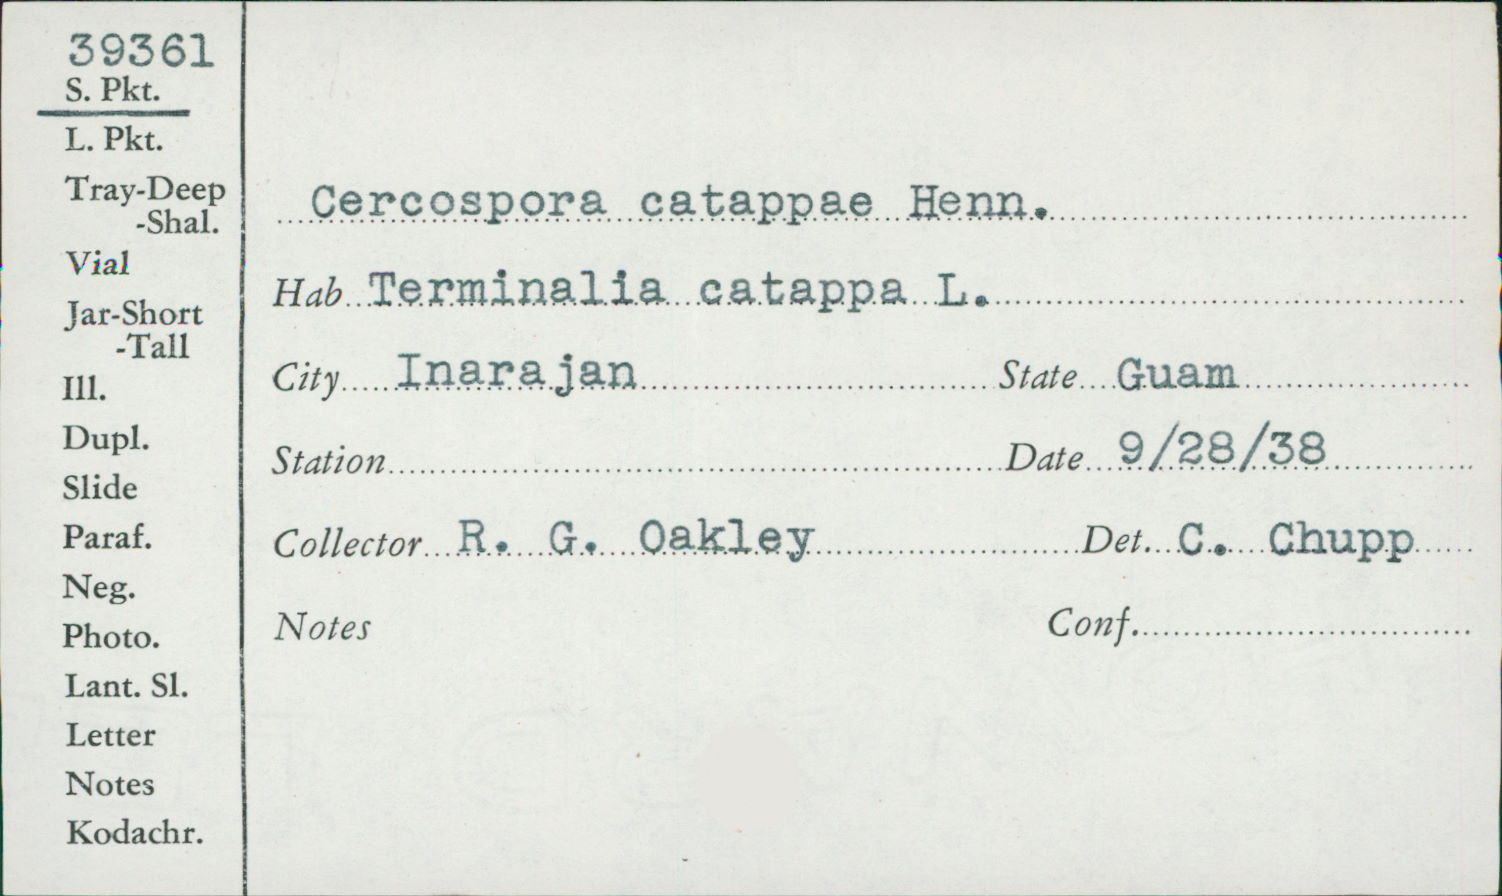 39361
S. Pkt.
L. Pkt.
Tray-Deep
-Shal.
Vial
Jar-Short
-Tall
Ill.
Dupl.
Slide
Paraf.
Neg.
Photo.
Lant. Sl.
Letter
Notes
Kodachr.
Cercospora catappae Henn.
Hab Terminalia catappa L.
City Inarajan State Guam
Station Date 9/28/38
Collector R. G. Oakley Det. C. Chupp
Notes Conf.